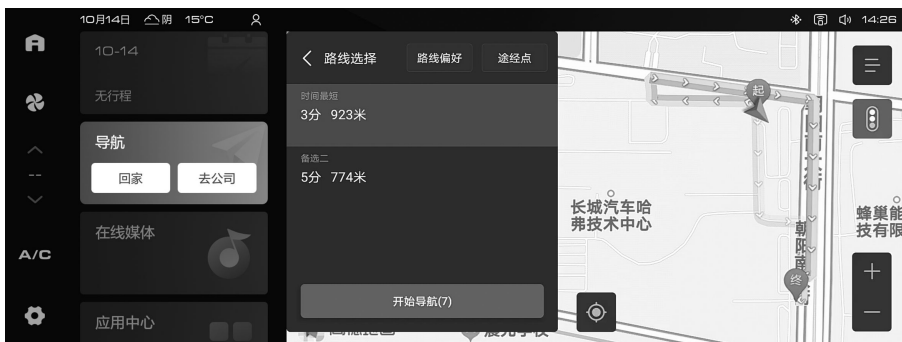 10月14日 阴 15°C 14:26
A
10-14
无行程
导航
回家 去公司
--
在线媒体
A/C
应用中心
路线选择 路线偏好 途经点
时间最短
3分 923米
备选二
5分 774米
开始导航(7)
起
长城汽车哈
弗技术中心
蜂巢能
技有限
朝阳南
终